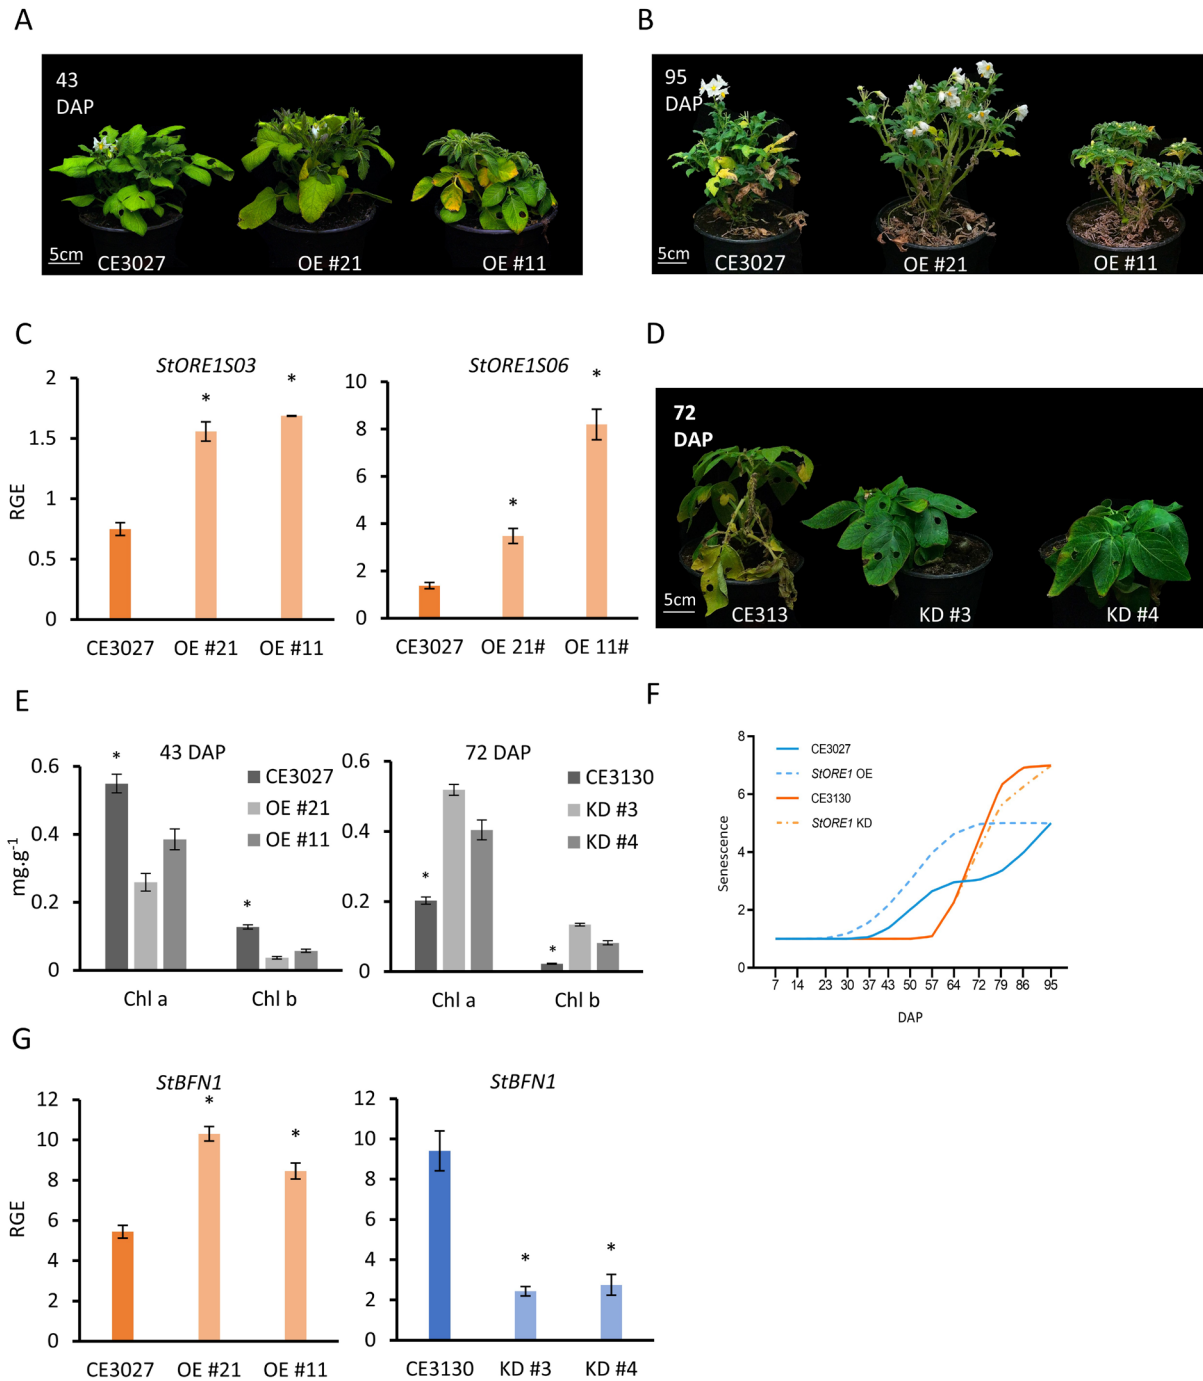 A
43
DAP
5cm
CE3027
OE #21
OE #11
B
95
DAP
5cm
CE3027
OE #21
OE #11
C
StORE1S03
RGE
2
1.5
1
0.5
0
*
*
CE3027
OE #21
OE #11
StORE1S06
10
8
6
4
2
0
*
*
CE3027
OE 21#
OE 11#
D
72
DAP
5cm
CE313
KD #3
KD #4
E
43 DAP
mg.g-1
0.6
0.4
0.2
0
*
*
CE3027
OE #21
OE #11
Chl a
Chl b
72 DAP
0.6
0.4
0.2
0
*
*
CE3130
KD #3
KD #4
Chl a
Chl b
F
Senescence
8
6
4
2
0
CE3027
StORE1 OE
CE3130
StORE1 KD
7 14 23 30 37 43 50 57 64 72 79 86 95
DAP
G
StBFN1
RGE
12
10
8
6
4
2
0
*
*
CE3027
OE #21
OE #11
StBFN1
12
10
8
6
4
2
0
*
*
CE3130
KD #3
KD #4